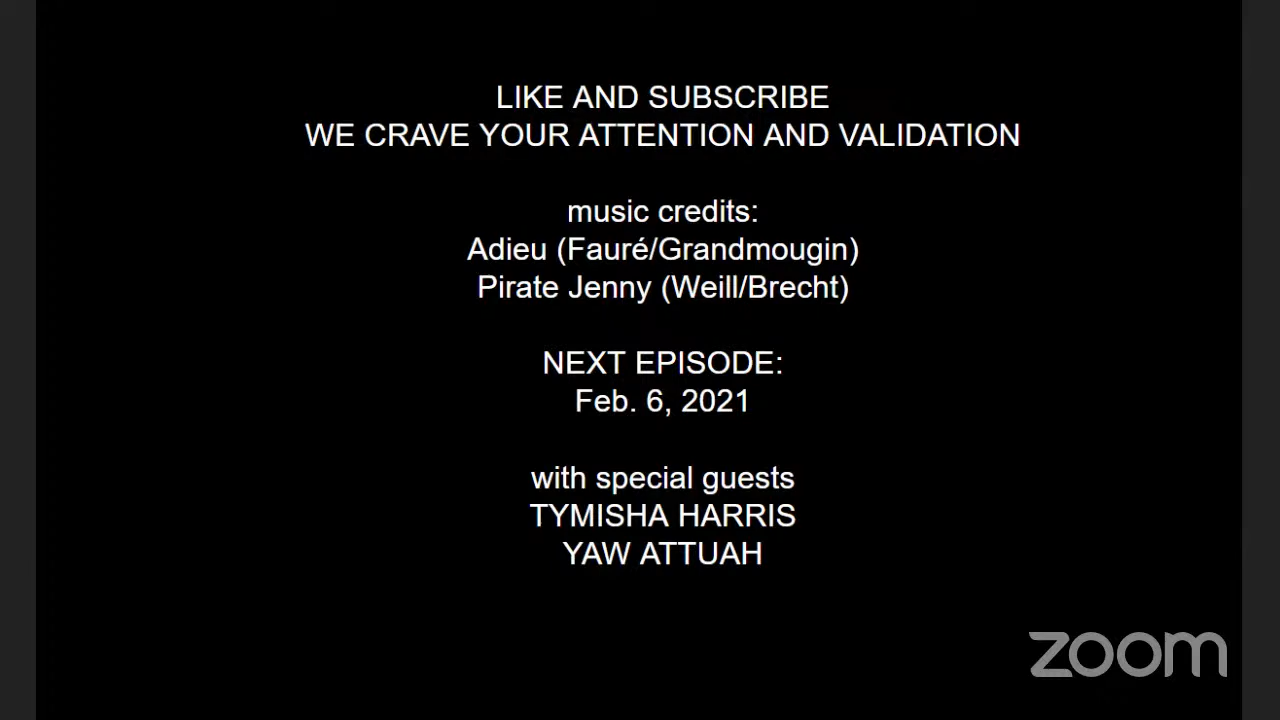 LIKE AND SUBSCRIBE
WE CRAVE YOUR ATTENTION AND VALIDATION
music credits:
Adieu (Fauré/Grandmougin)
Pirate Jenny (Weill/Brecht)
NEXT EPISODE:
Feb. 6, 2021
with special guests
TYMISHA HARRIS
YAW ATTUAH
zoom